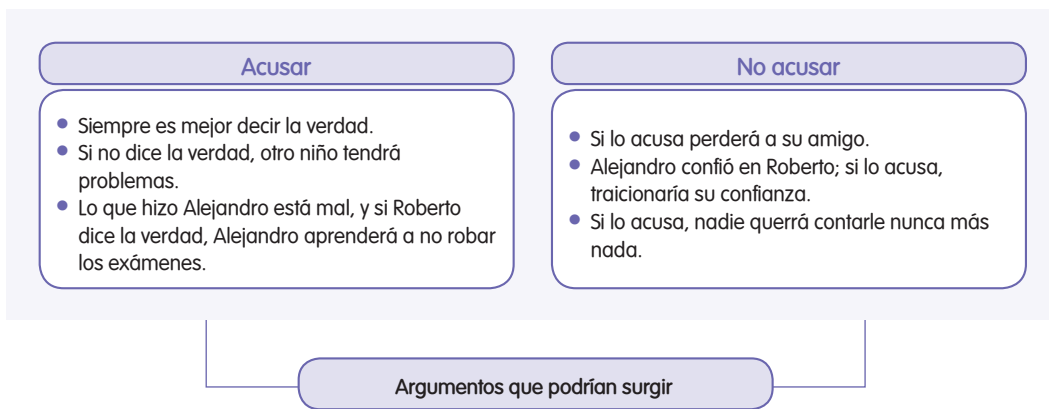 Acusar
• Siempre es mejor decir la verdad.
• Si no dice la verdad, otro niño tendrá
problemas.
• Lo que hizo Alejandro está mal, y si Roberto
dice la verdad, Alejandro aprenderá a no robar
los exámenes.
No acusar
• Si lo acusa perderá a su amigo.
• Alejandro confió en Roberto; si lo acusa,
traicionaría su confianza.
• Si lo acusa, nadie querrá contarle nunca más
nada.
Argumentos que podrían surgir